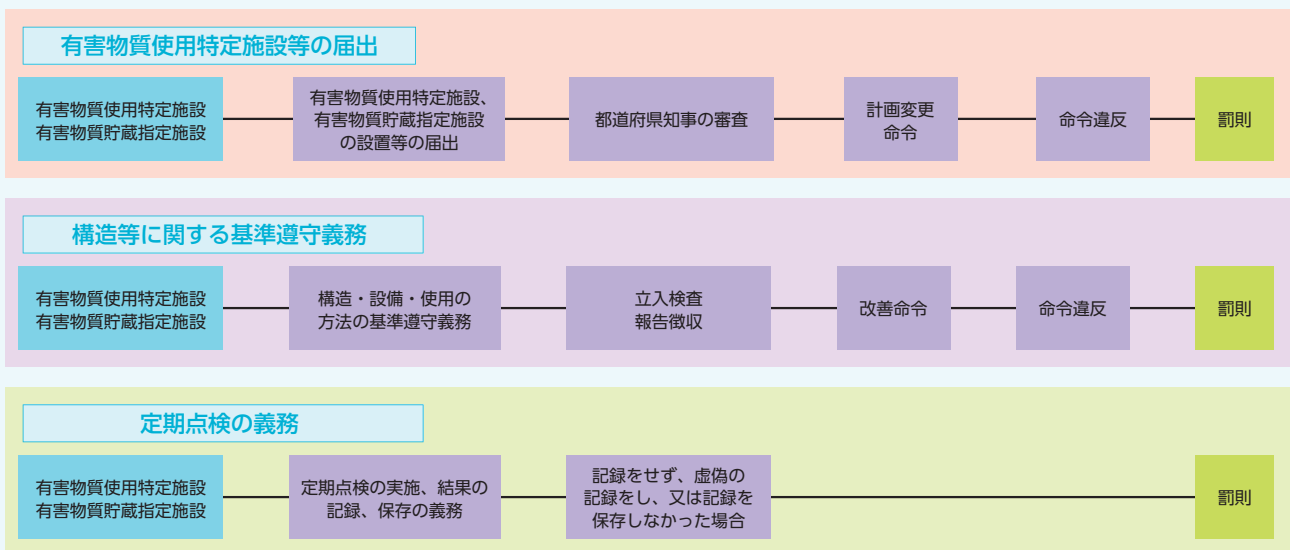 有害物質使用特定施設等の届出
有害物質使用特定施設
有害物質貯蔵指定施設
有害物質使用特定施設、
有害物質貯蔵指定施設
の設置等の届出
都道府県知事の審査
計画変更
命令
命令違反
罰則
構造等に関する基準遵守義務
有害物質使用特定施設
有害物質貯蔵指定施設
構造・設備・使用の
方法の基準遵守義務
立入検査
報告徴収
改善命令
命令違反
罰則
定期点検の義務
有害物質使用特定施設
有害物質貯蔵指定施設
定期点検の実施、結果の
記録、保存の義務
記録をせず、虚偽の
記録をし、又は記録を
保存しなかった場合
罰則